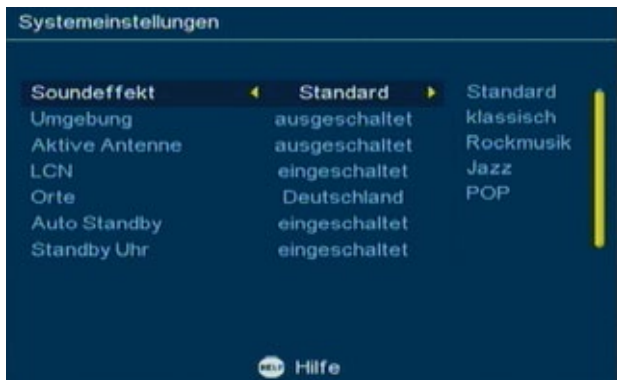 Systemeinstellungen
Soundeffekt Standard Standard
Umgebung ausgeschaltet klassisch
Aktive Antenne ausgeschaltet Rockmusik
LCN eingeschaltet Jazz
Orte Deutschland POP
Auto Standby eingeschaltet
Standby Uhr eingeschaltet
HELP Hilfe